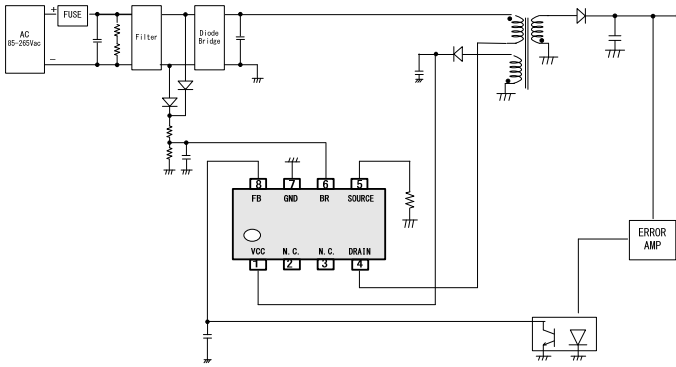 AC
85-265Vac
+
−
FUSE
Filter
Diode
Bridge
8 7 6 5
FB GND BR SOURCE
VCC N.C. N.C. DRAIN
1 2 3 4
ERROR
AMP